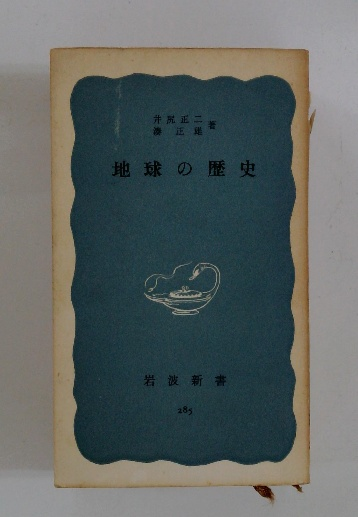 井尻正二
湊正雄 著
地球の歴史
岩波新書
285